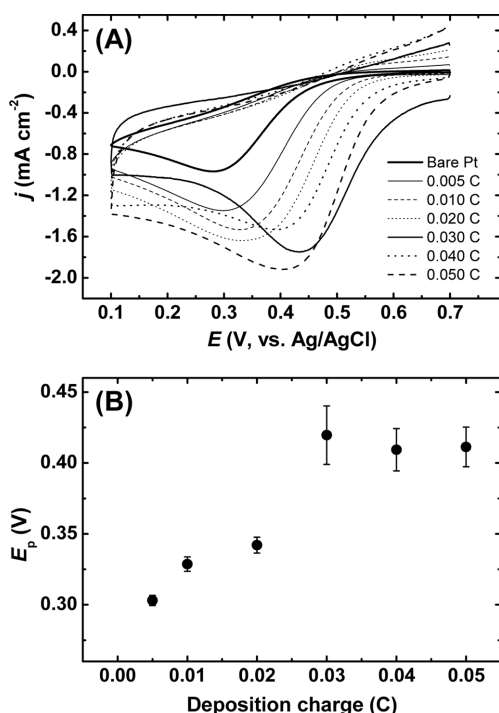 (A)
0.4
0.0
-0.4
-0.8
-1.2
-1.6
-2.0
j (mA cm⁻²)
Bare Pt
0.005 C
0.010 C
0.020 C
0.030 C
0.040 C
0.050 C
0.1 0.2 0.3 0.4 0.5 0.6 0.7
E (V, vs. Ag/AgCl)
(B)
0.45
0.40
0.35
0.30
Eₚ (V)
0.00 0.01 0.02 0.03 0.04 0.05
Deposition charge (C)